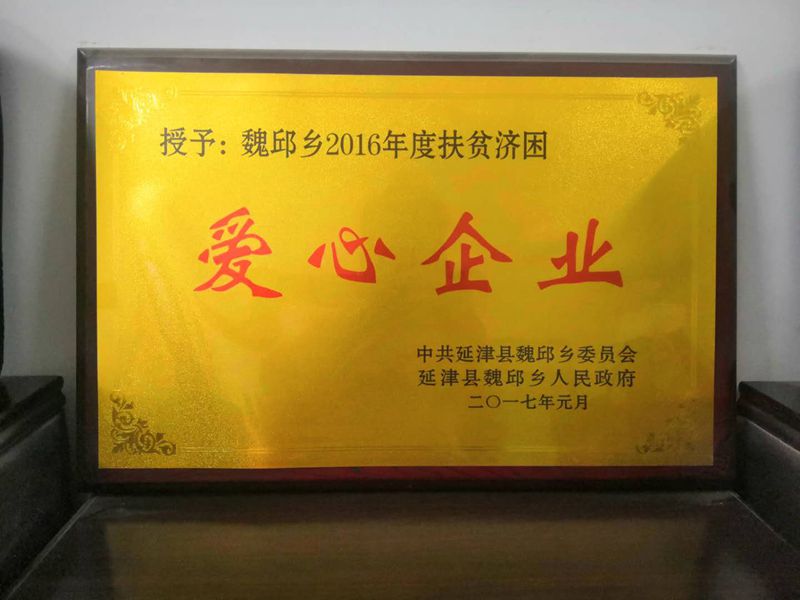 授予：魏邱乡2016年度扶贫济困
爱心企业
中共延津县魏邱乡委员会
延津县魏邱乡人民政府
二〇一七年元月